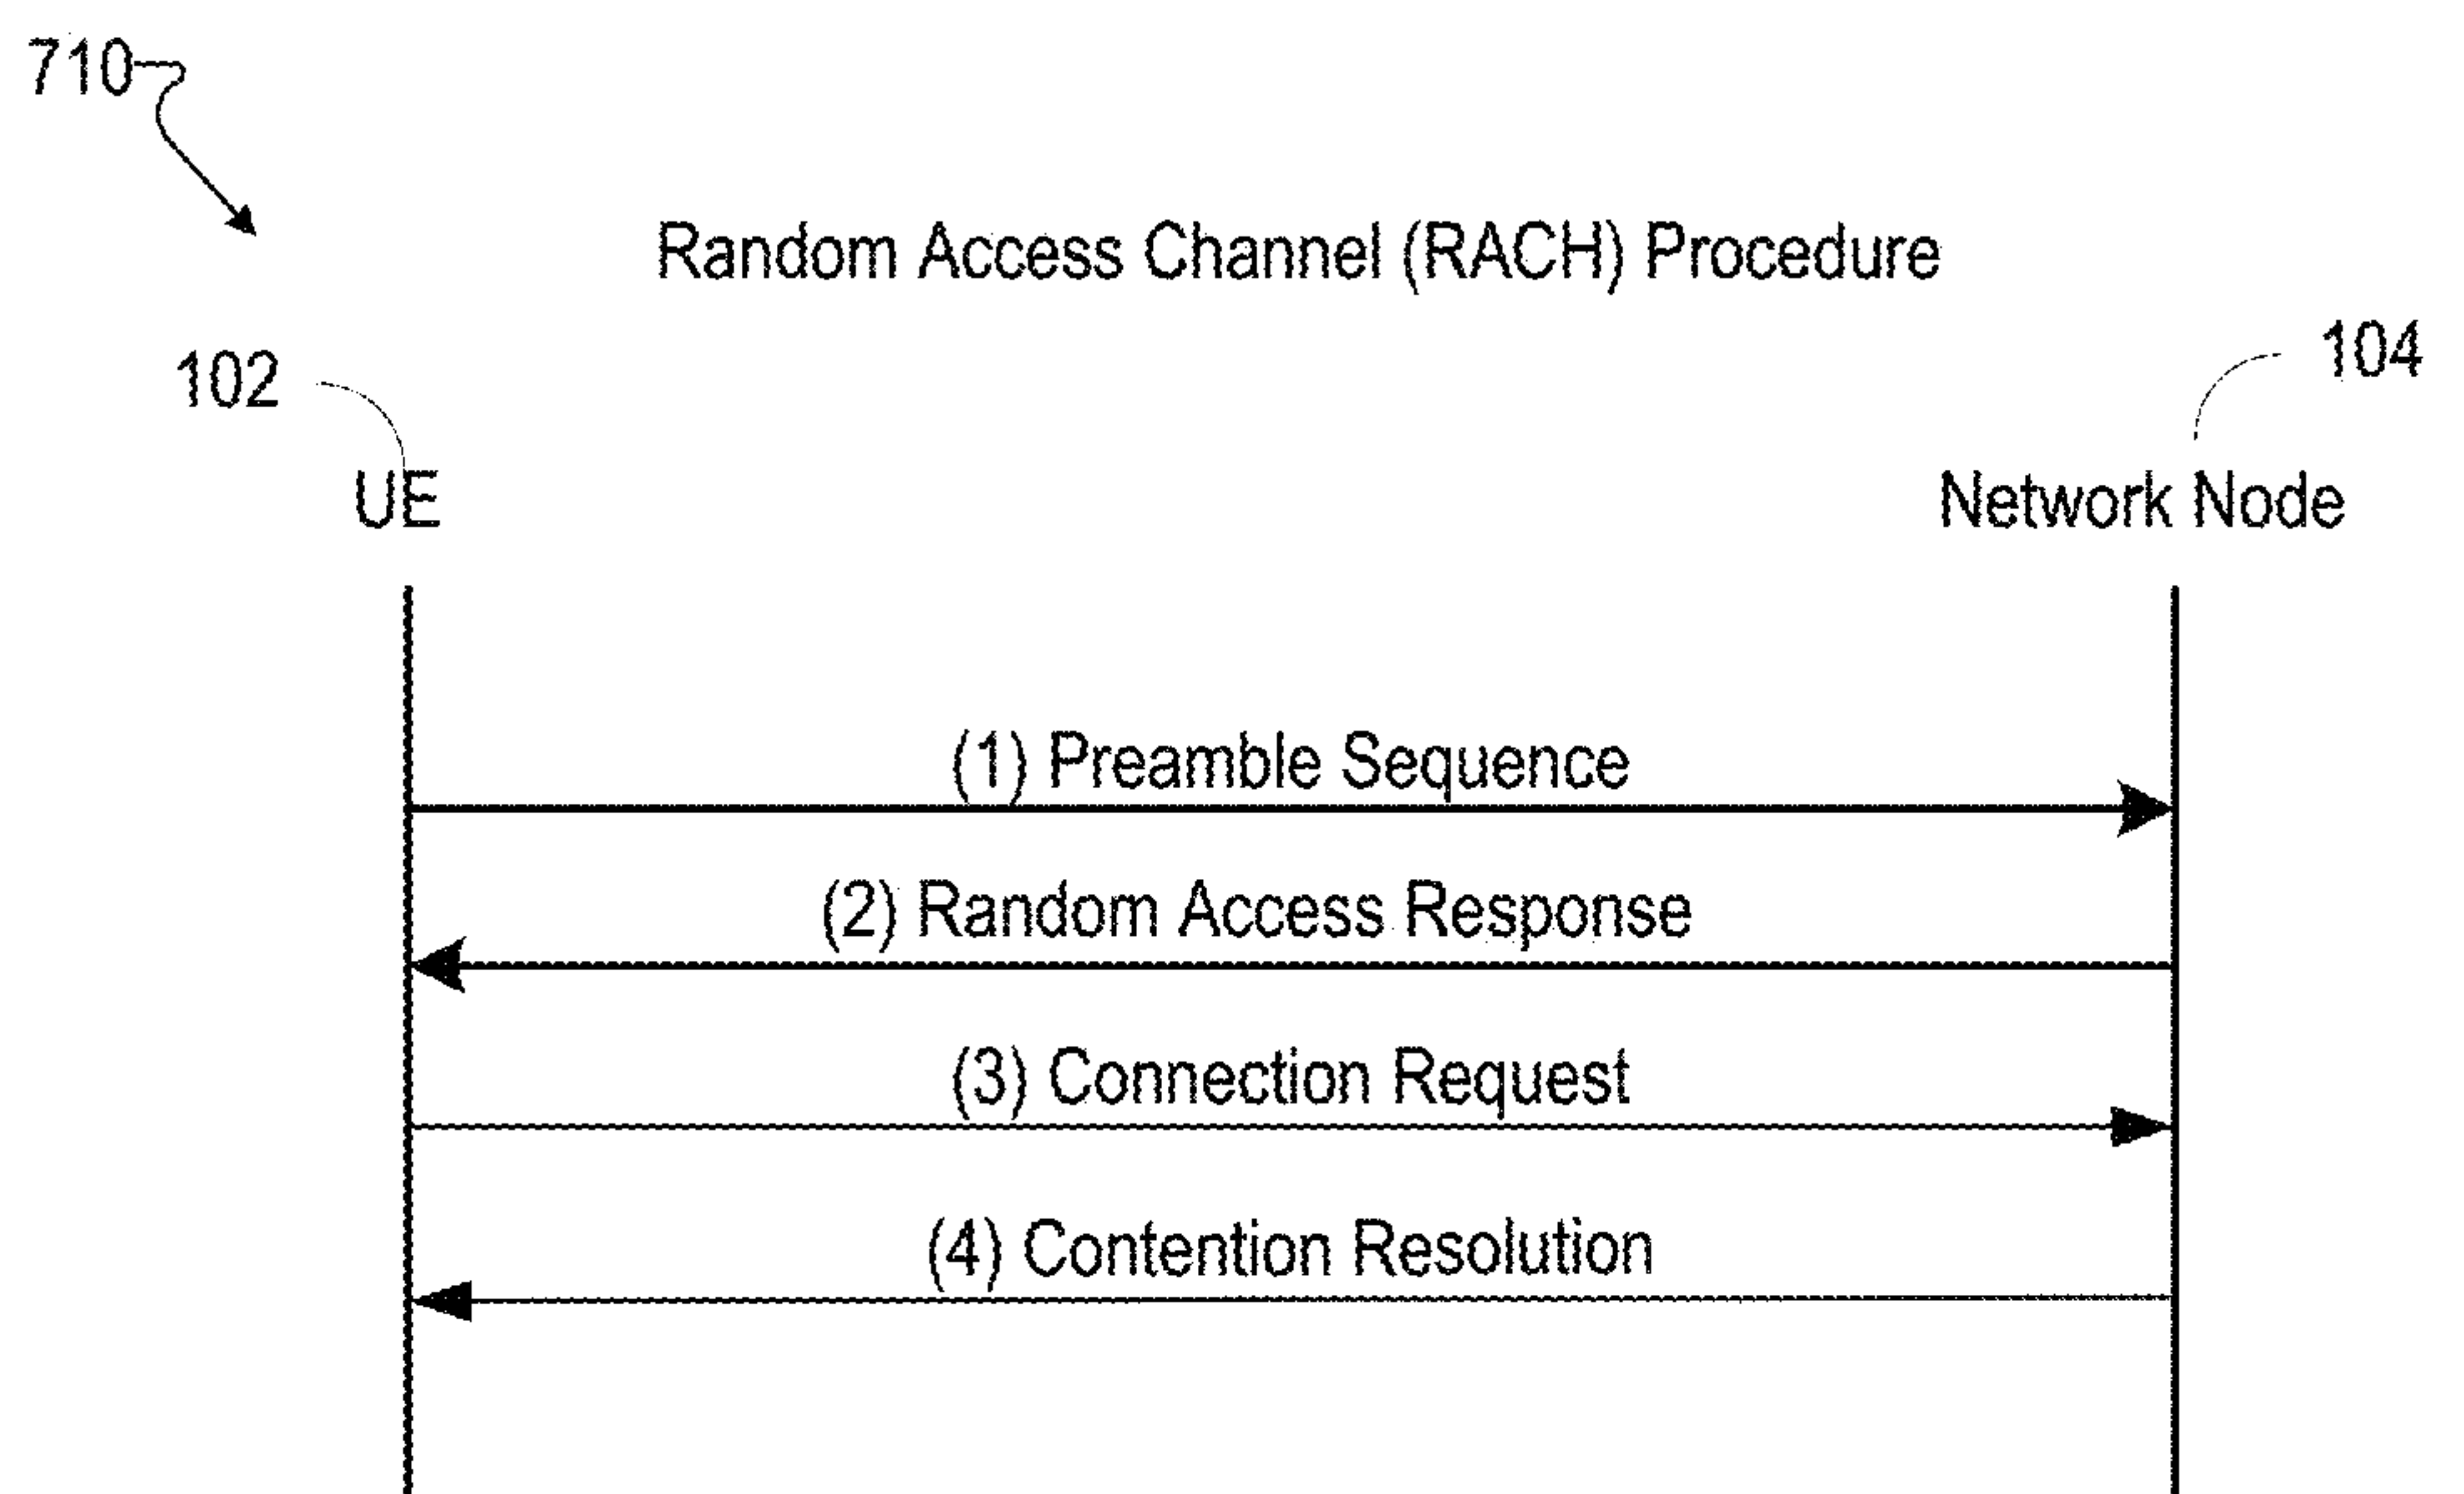 710
Random Access Channel (RACH) Procedure
102
104
UE
Network Node
(1) Preamble Sequence
(2) Random Access Response
(3) Connection Request
(4) Contention Resolution